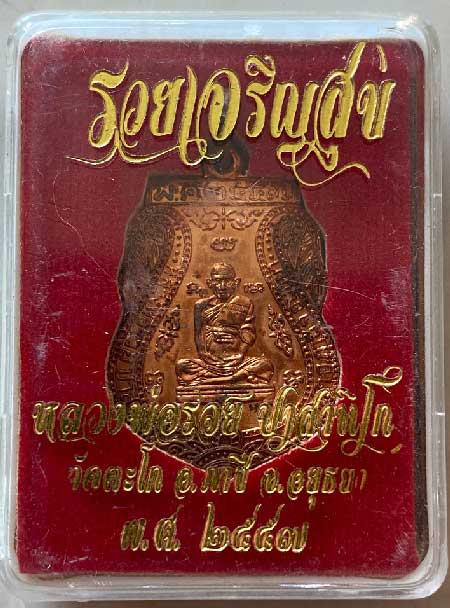 รวยเจริญสุข
หลวงพ่อรวย ปาสาทิโก
วัดตะโก อ.ภาชี จ.อยุธยา
พ.ศ. ๒๕๕๗